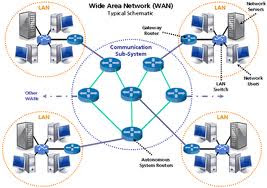 Wide Area Network (WAN)
Typical Schematic
LAN
LAN
Gateway
Router
Network
Servers
Communication
Sub-System
LAN
Switch
Network
Users
Other
WANs
LAN
LAN
Autonomous
System Routers